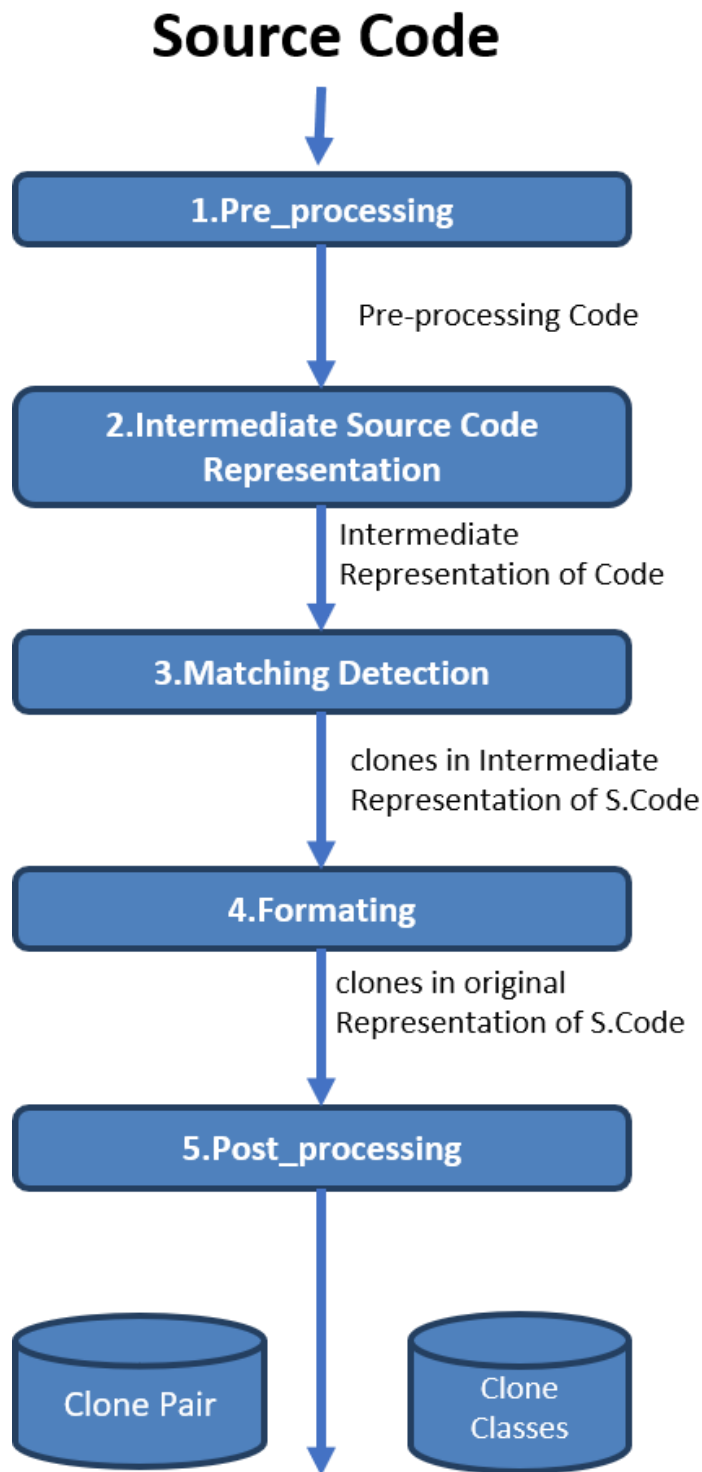 Source Code
1.Pre_processing
Pre-processing Code
2.Intermediate Source Code
Representation
Intermediate
Representation of Code
3.Matching Detection
clones in Intermediate
Representation of S.Code
4.Formating
clones in original
Representation of S.Code
5.Post_processing
Clone Pair
Clone
Classes